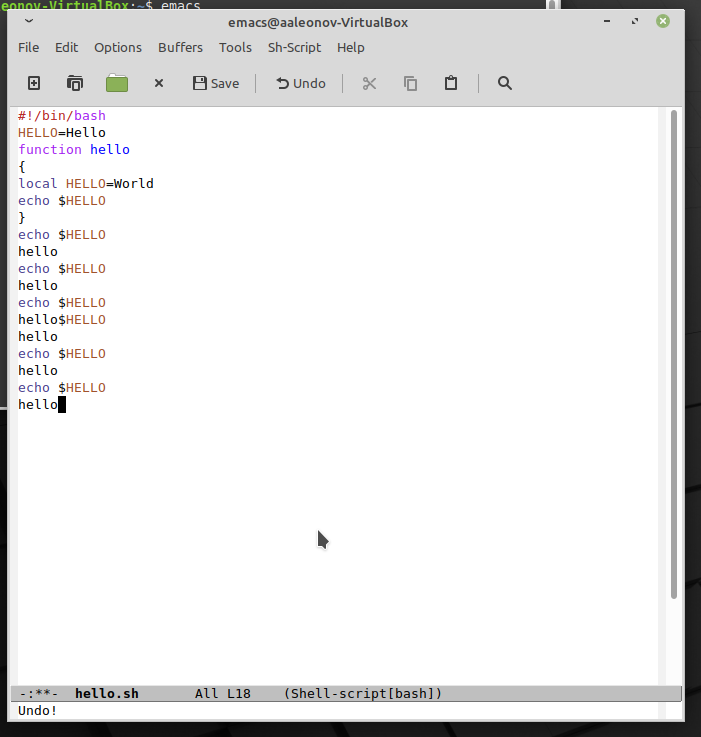 eonov-VirtualBox:~$ emacs
emacs@aaleonov-VirtualBox
File Edit Options Buffers Tools Sh-Script Help
Save Undo
#!/bin/bash
HELLO=Hello
function hello
{
local HELLO=World
echo $HELLO
}
echo $HELLO
hello
echo $HELLO
hello
echo $HELLO
hello$HELLO
hello
echo $HELLO
hello
echo $HELLO
hello
-:**- hello.sh All L18 (Shell-script[bash])
Undo!